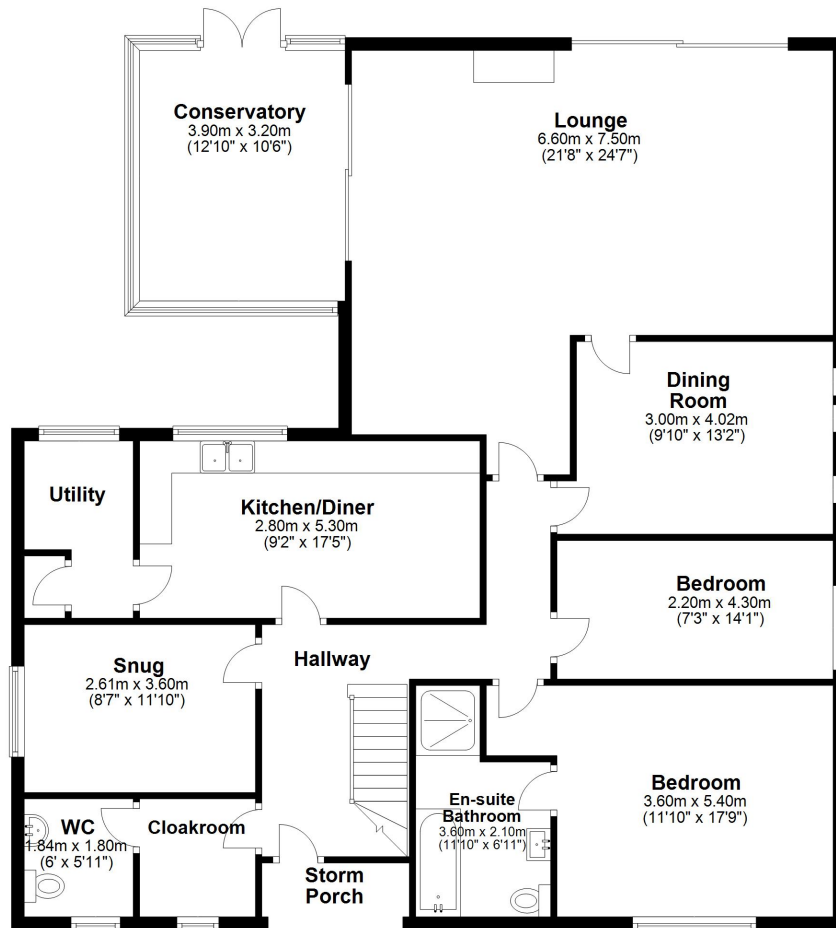 Conservatory
3.90m x 3.20m
(12'10" x 10'6")
Lounge
6.60m x 7.50m
(21'8" x 24'7")
Dining
Room
3.00m x 4.02m
(9'10" x 13'2")
Utility
Kitchen/Diner
2.80m x 5.30m
(9'2" x 17'5")
Bedroom
2.20m x 4.30m
(7'3" x 14'1")
Hallway
Snug
2.61m x 3.60m
(8'7" x 11'10")
Bedroom
3.60m x 5.40m
(11'10" x 17'9")
En-suite
Bathroom
3.60m x 2.10m
(11'10" x 6'11")
WC
1.84m x 1.80m
(6' x 5'11")
Cloakroom
Storm
Porch